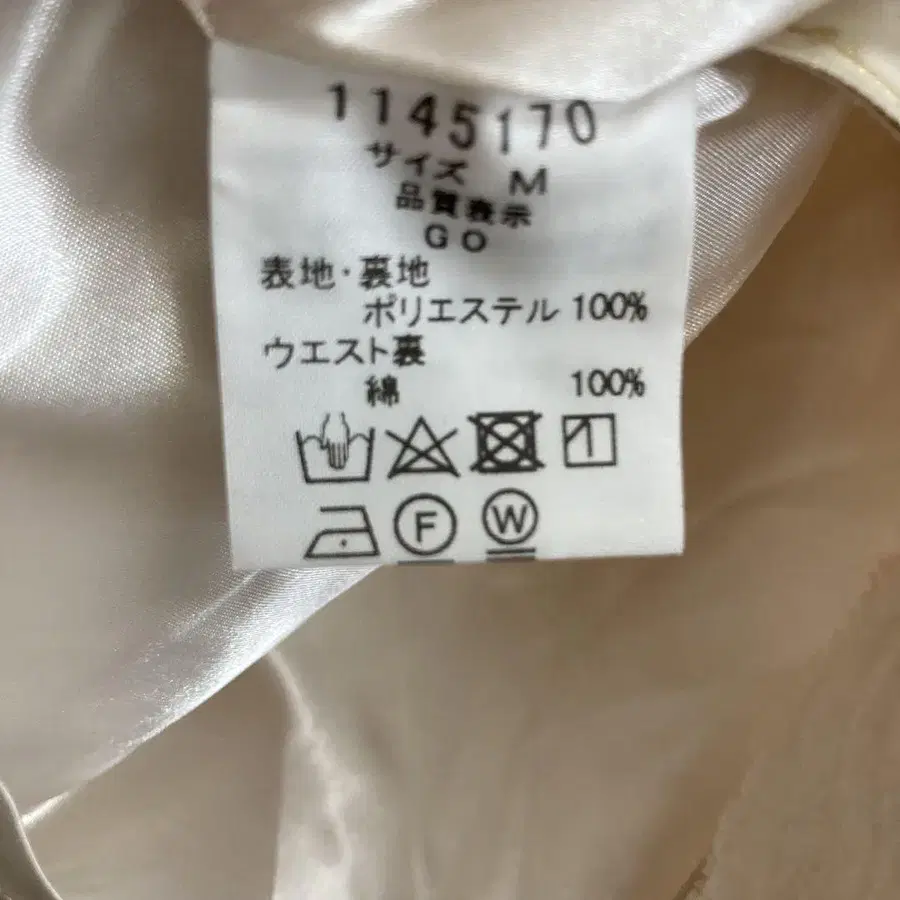 1145170
サイズ M
品質表示
GO
表地・裏地
ポリエステル 100%
ウエスト裏
綿 100%
F W